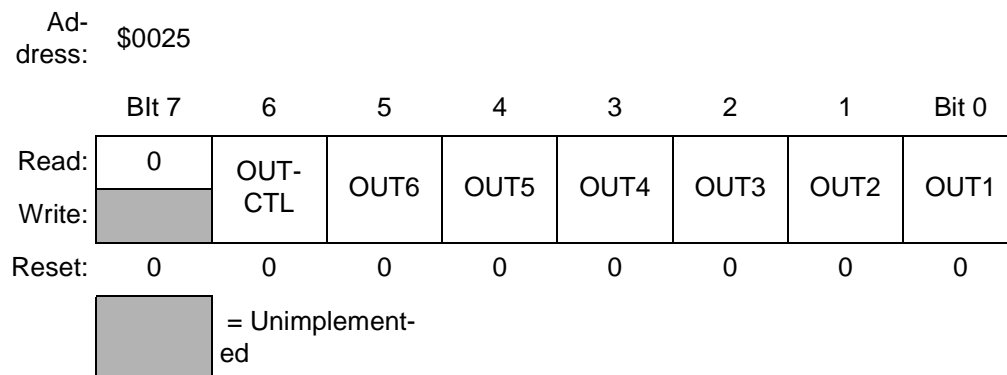 Ad-
dress: $0025
BIt 7 6 5 4 3 2 1 Bit 0
Read: 0 OUT-
CTL OUT6 OUT5 OUT4 OUT3 OUT2 OUT1
Write:
Reset: 0 0 0 0 0 0 0 0
= Unimplement-
ed